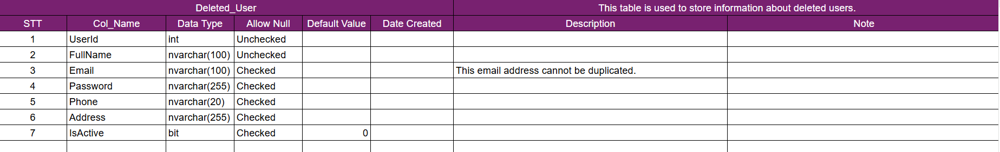 Deleted_User This table is used to store information about deleted users.
STT Col_Name Data Type Allow Null Default Value Date Created Description Note
1 UserId int Unchecked
2 FullName nvarchar(100) Unchecked
3 Email nvarchar(100) Checked This email address cannot be duplicated.
4 Password nvarchar(255) Checked
5 Phone nvarchar(20) Checked
6 Address nvarchar(255) Checked
7 IsActive bit Checked 0